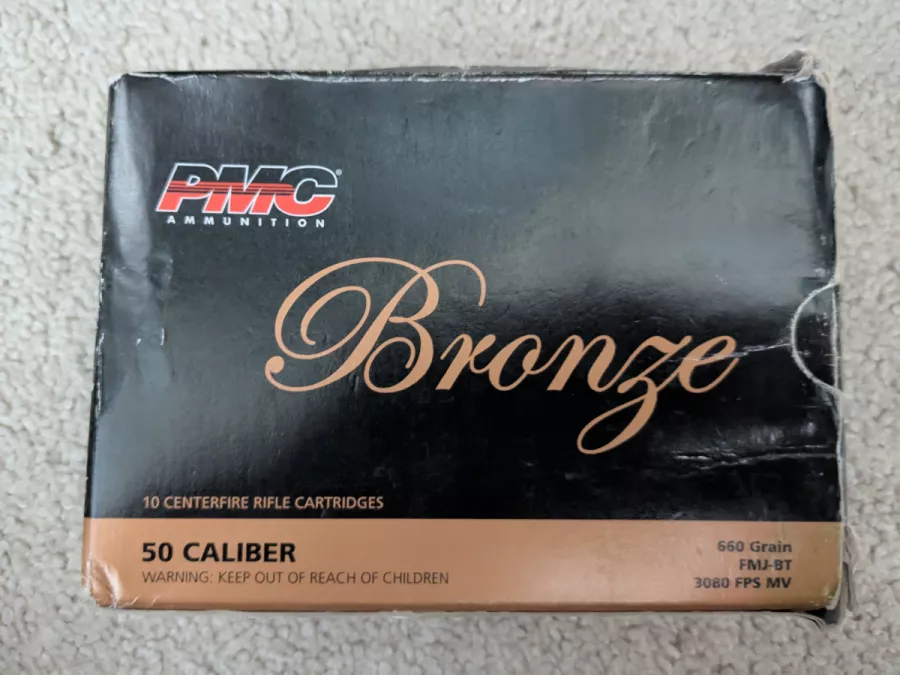 PMC®
AMMUNITION
Bronze
10 CENTERFIRE RIFLE CARTRIDGES
50 CALIBER
WARNING: KEEP OUT OF REACH OF CHILDREN
660 Grain
FMJ-BT
3080 FPS MV